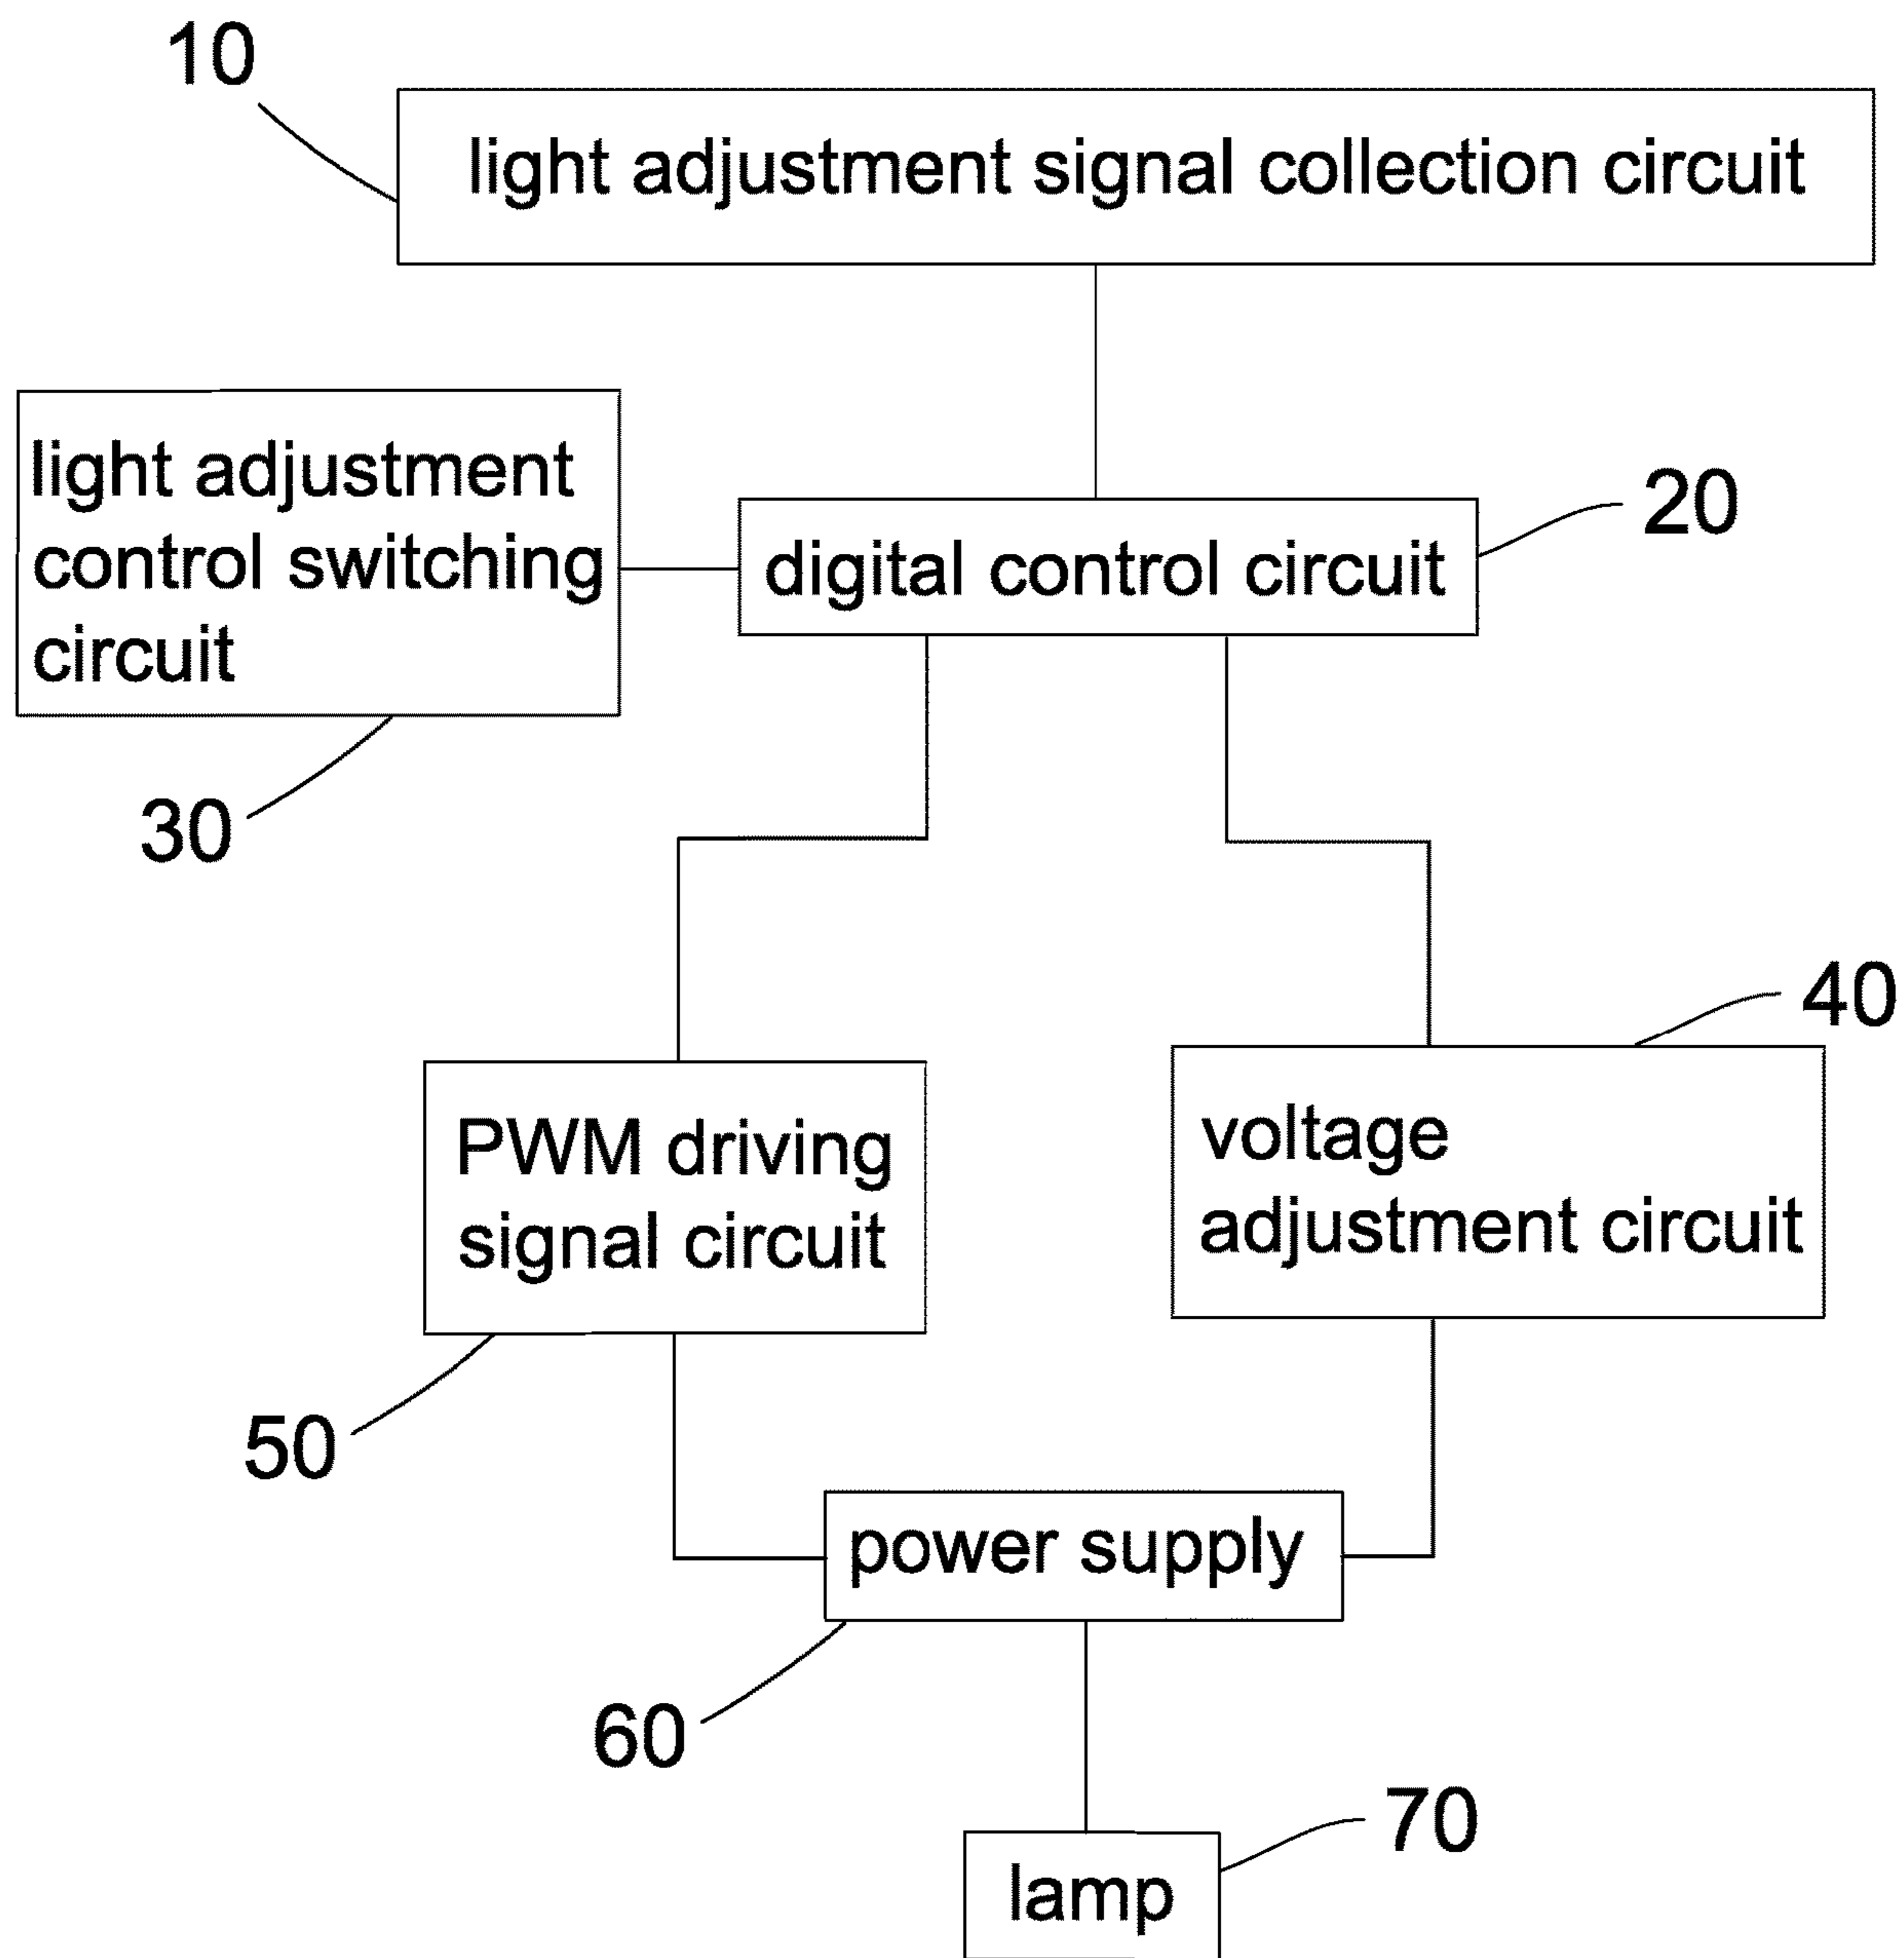 10
light adjustment signal collection circuit
light adjustment
control switching
circuit
digital control circuit
20
30
40
PWM driving
signal circuit
voltage
adjustment circuit
50
power supply
60
70
lamp